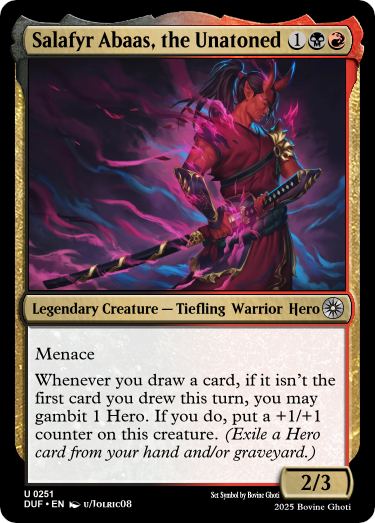 Salafyr Abaas, the Unatoned 1
Legendary Creature — Tiefling Warrior Hero
Menace
Whenever you draw a card, if it isn't the
first card you drew this turn, you may
gambit 1 Hero. If you do, put a +1/+1
counter on this creature. (Exile a Hero
card from your hand and/or graveyard.)
2/3
U 0251
DUF • EN u/Jolric08
Set Symbol by Bovine Ghoti
2025 Bovine Ghoti